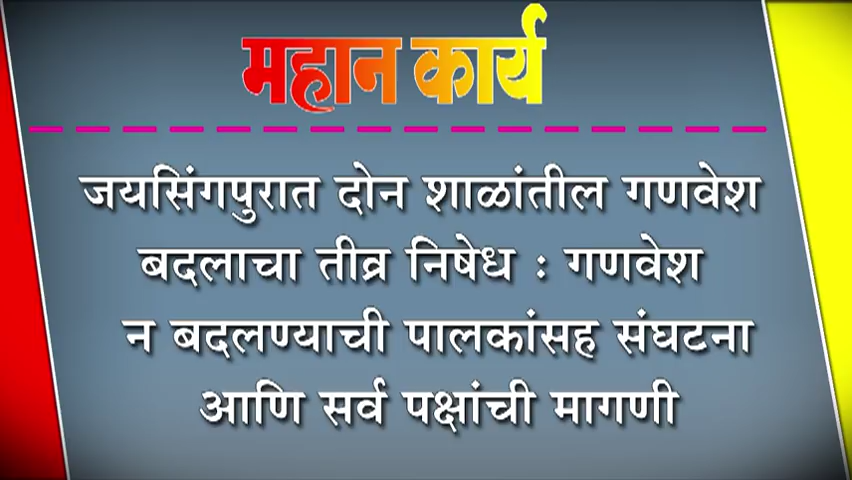 महान कार्य
जयसिंगपुरात दोन शाळांतील गणवेश
बदलाचा तीव्र निषेध : गणवेश
न बदलण्याची पालकांसह संघटना
आणि सर्व पक्षांची मागणी